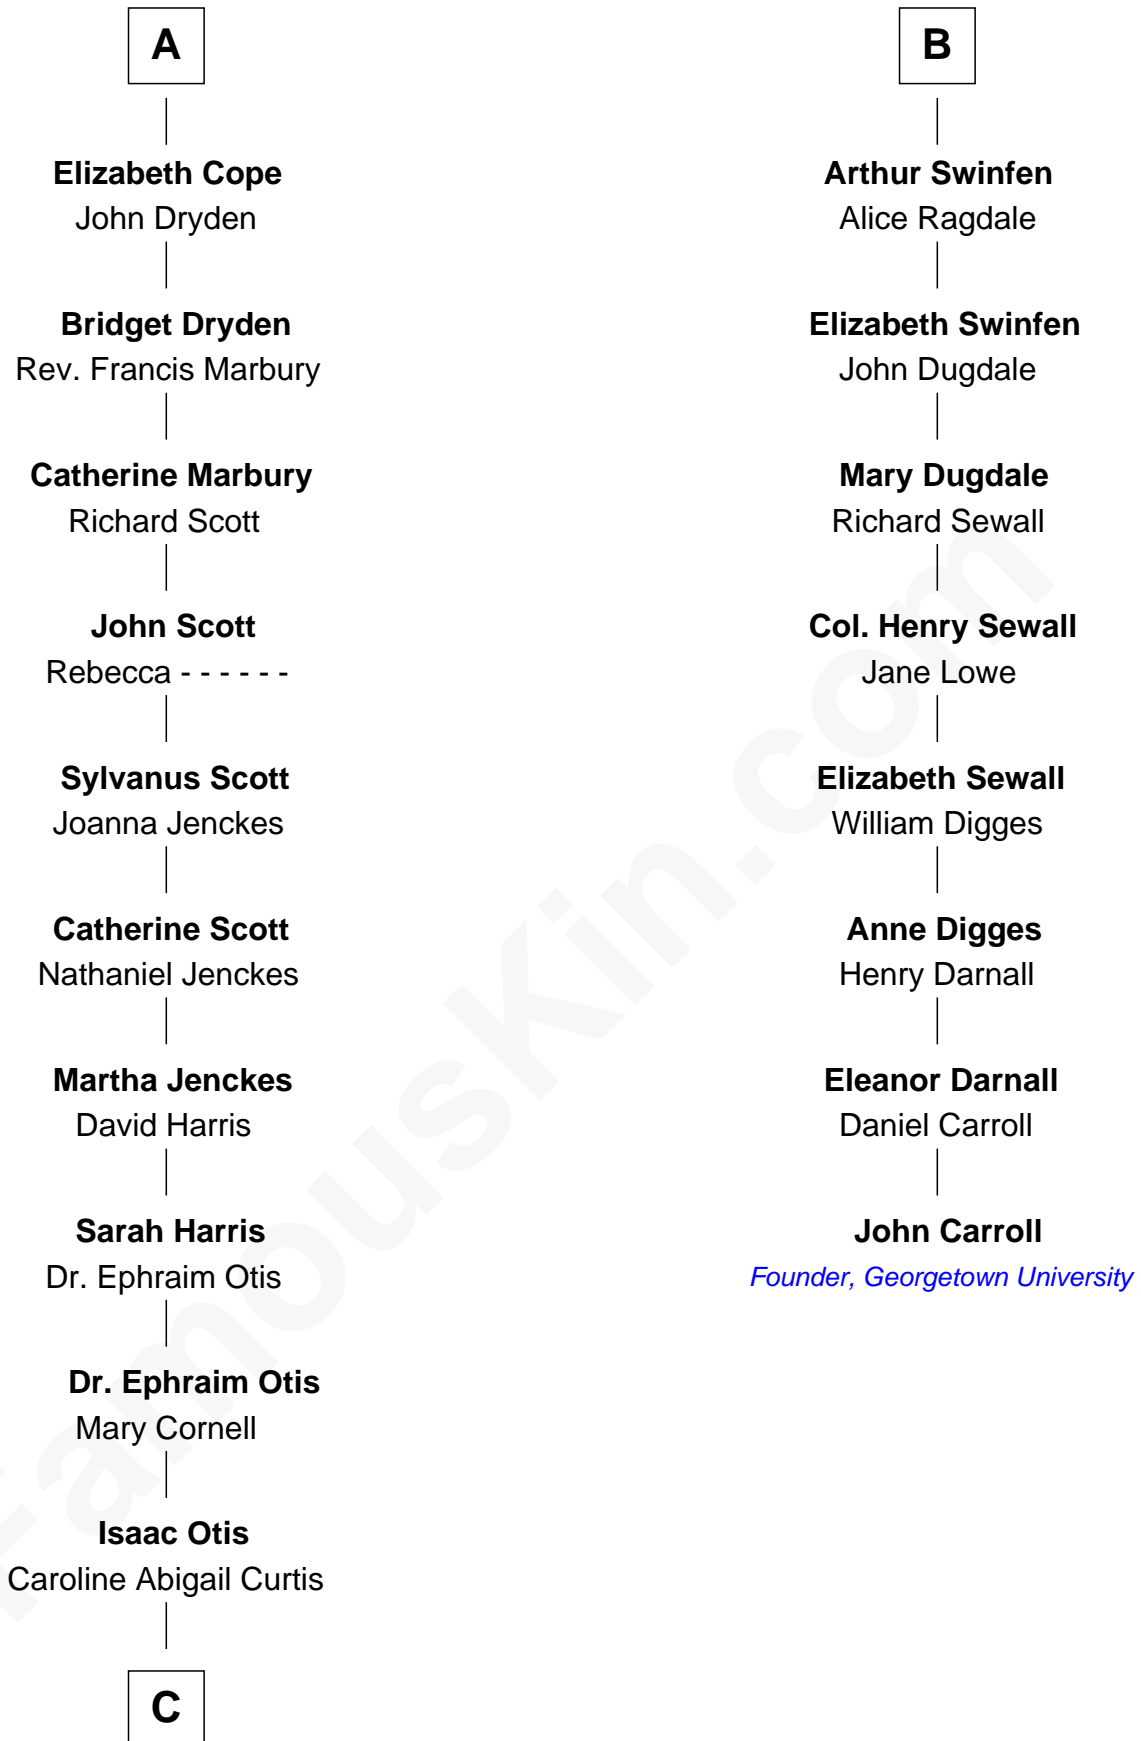 A
Elizabeth Cope
John Dryden
Bridget Dryden
Rev. Francis Marbury
Catherine Marbury
Richard Scott
John Scott
Rebecca - - - - - -
Sylvanus Scott
Joanna Jenckes
Catherine Scott
Nathaniel Jenckes
Martha Jenckes
David Harris
Sarah Harris
Dr. Ephraim Otis
Dr. Ephraim Otis
Mary Cornell
Isaac Otis
Caroline Abigail Curtis
C
B
Arthur Swinfen
Alice Ragdale
Elizabeth Swinfen
John Dugdale
Mary Dugdale
Richard Sewall
Col. Henry Sewall
Jane Lowe
Elizabeth Sewall
William Digges
Anne Digges
Henry Darnall
Eleanor Darnall
Daniel Carroll
John Carroll
Founder, Georgetown University
FamousKin.com